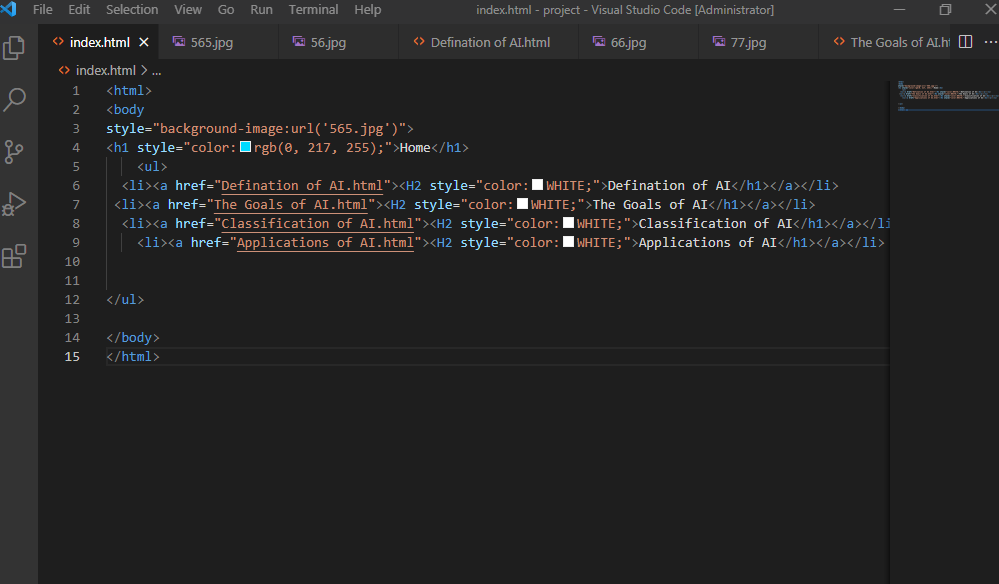 File Edit Selection View Go Run Terminal Help index.html - project - Visual Studio Code [Administrator]
index.html 565.jpg 56.jpg Defination of AI.html 66.jpg 77.jpg The Goals of AI.ht
index.html > ...
1 <html>
2 <body
3 style="background-image:url('565.jpg')">
4 <h1 style="color:rgb(0, 217, 255);">Home</h1>
5 <ul>
6 <li><a href="Defination of AI.html"><H2 style="color:WHITE;">Defination of AI</h1></a></li>
7 <li><a href="The Goals of AI.html"><H2 style="color:WHITE;">The Goals of AI</h1></a></li>
8 <li><a href="Classification of AI.html"><H2 style="color:WHITE;">Classification of AI</h1></a></li
9 <li><a href="Applications of AI.html"><H2 style="color:WHITE;">Applications of AI</h1></a></li>
10
11
12 </ul>
13
14 </body>
15 </html>